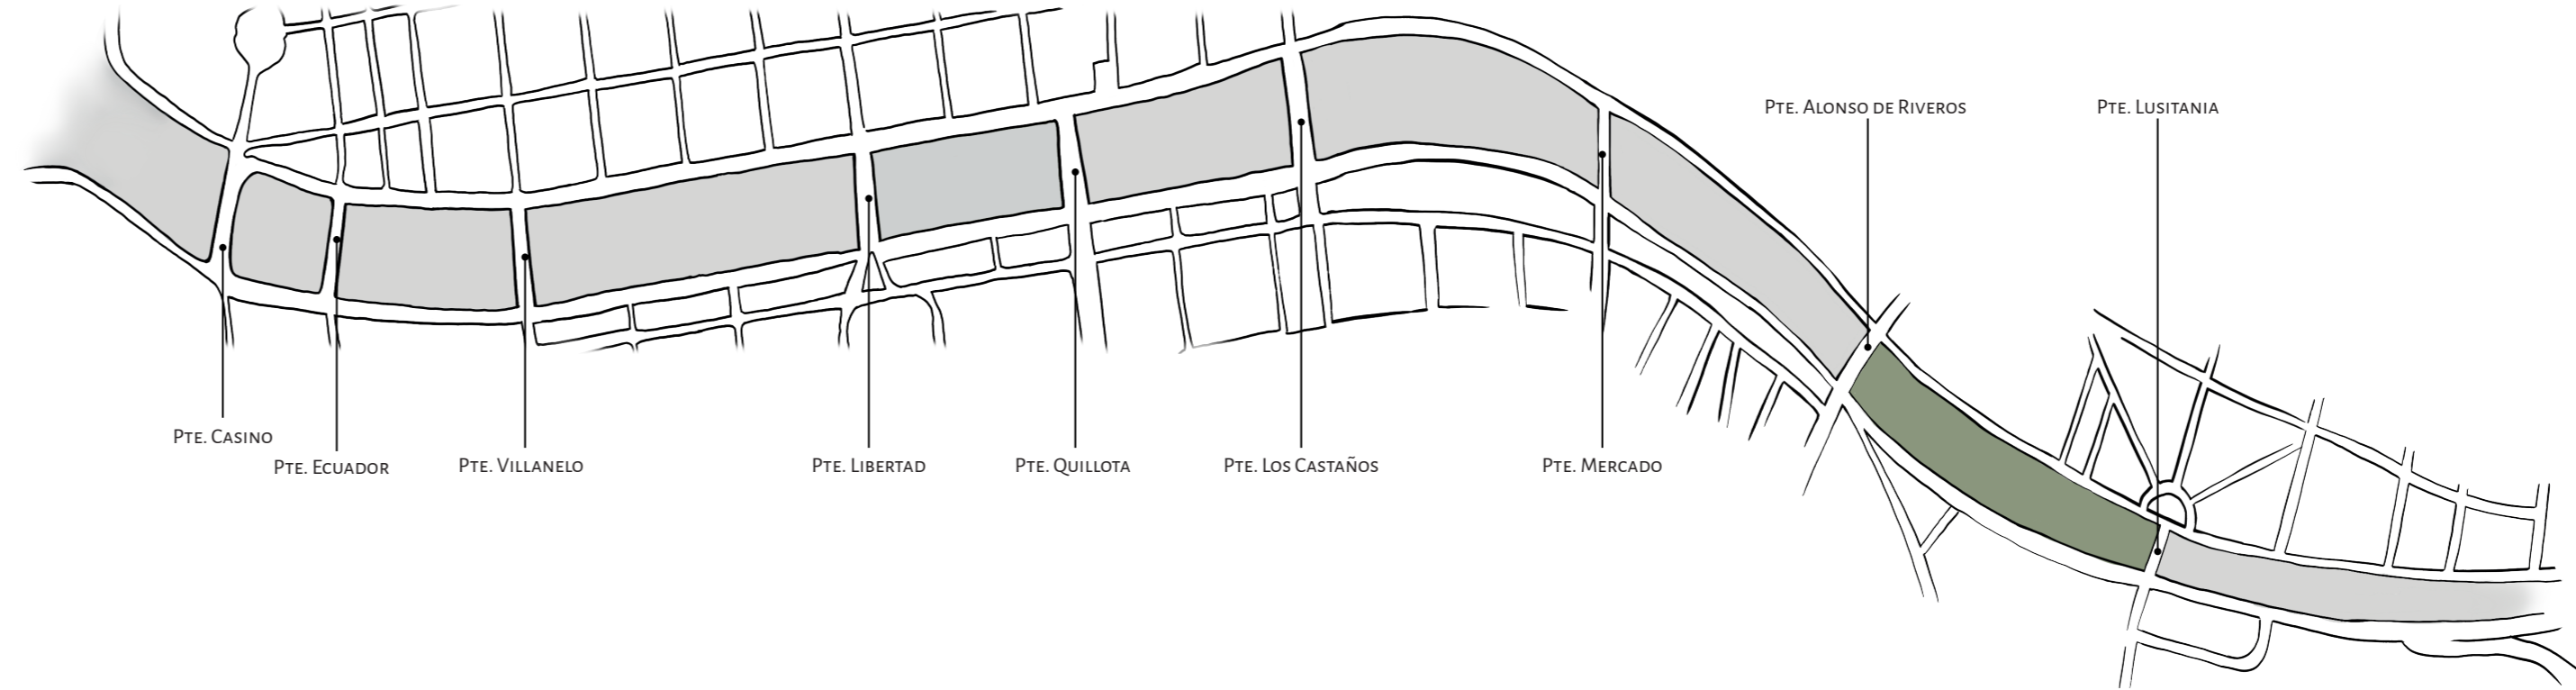 Pte. Alonso de Riveros
Pte. Lusitania
Pte. Casino
Pte. Ecuador
Pte. Villanelo
Pte. Libertad
Pte. Quillota
Pte. Los Castaños
Pte. Mercado